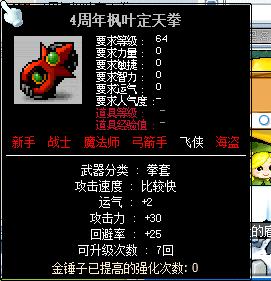 4周年枫叶定天拳
要求等级 : 64
要求力量 : 0
要求敏捷 : 0
要求智力 : 0
要求运气 : 0
要求人气度 : -
道具等级 : -
道具经验值 : -
新手 战士 魔法师 弓箭手 飞侠 海盗
武器分类 : 拳套
攻击速度 : 比较快
运气 : +2
攻击力 : +30
回避率 : +25
可升级次数 : 7回
金锤子已提高的强化次数: 0